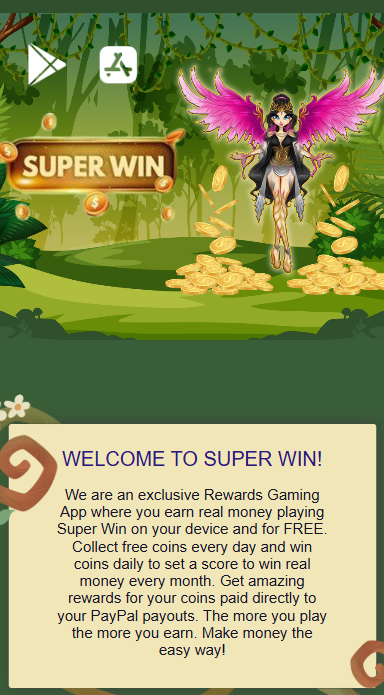 SUPER WIN
WELCOME TO SUPER WIN!
We are an exclusive Rewards Gaming
App where you earn real money playing
Super Win on your device and for FREE.
Collect free coins every day and win
coins daily to set a score to win real
money every month. Get amazing
rewards for your coins paid directly to
your PayPal payouts. The more you play
the more you earn. Make money the
easy way!